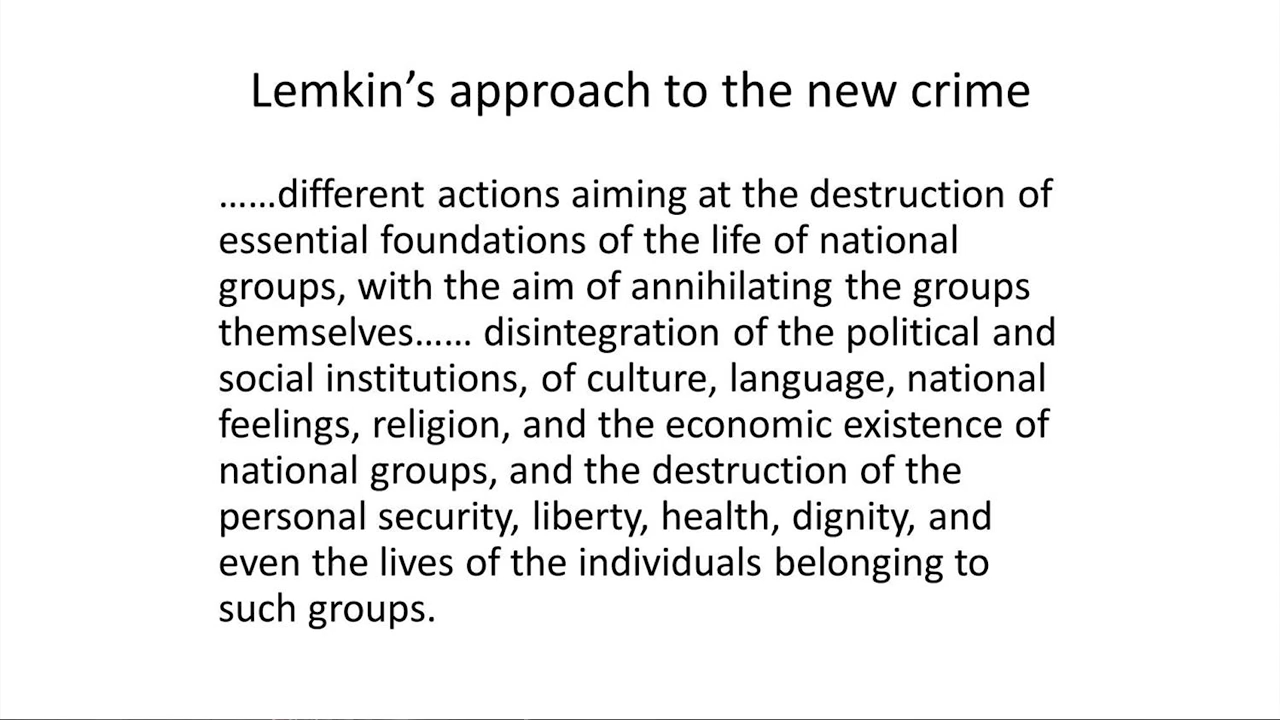 Lemkin’s approach to the new crime
……different actions aiming at the destruction of
essential foundations of the life of national
groups, with the aim of annihilating the groups
themselves…… disintegration of the political and
social institutions, of culture, language, national
feelings, religion, and the economic existence of
national groups, and the destruction of the
personal security, liberty, health, dignity, and
even the lives of the individuals belonging to
such groups.